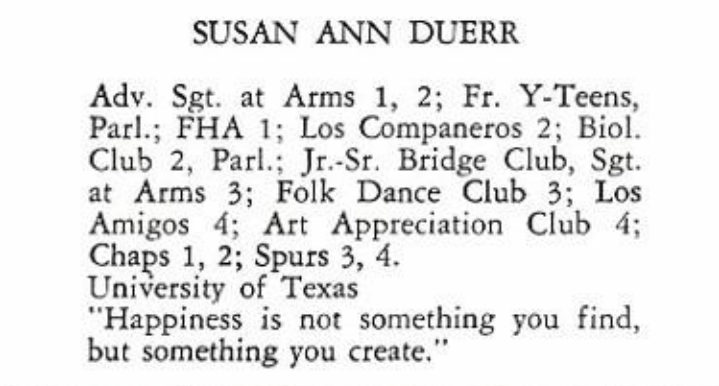 SUSAN ANN DUERR
Adv. Sgt. at Arms 1, 2; Fr. Y-Teens,
Parl.; FHA 1; Los Companeros 2; Biol.
Club 2, Parl.; Jr.-Sr. Bridge Club, Sgt.
at Arms 3; Folk Dance Club 3; Los
Amigos 4; Art Appreciation Club 4;
Chaps 1, 2; Spurs 3, 4.
University of Texas
"Happiness is not something you find,
but something you create."